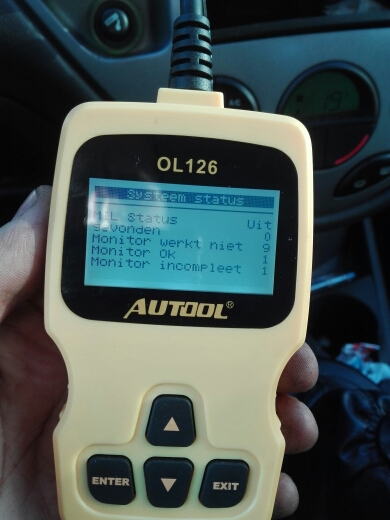 OL126
Systeem status
MIL Status Uit
gevonden 0
Monitor werkt niet 9
Monitor Ok 1
Monitor incompleet 1
AUTOOL®
ENTER
EXIT